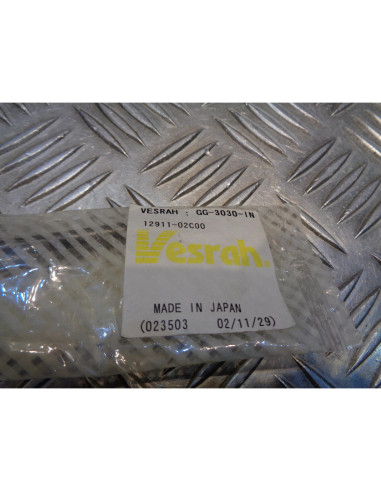 VESRAH : GG-3030-IN
12911-02C00
Vesrah
MADE IN JAPAN
(023503 02/11/29)